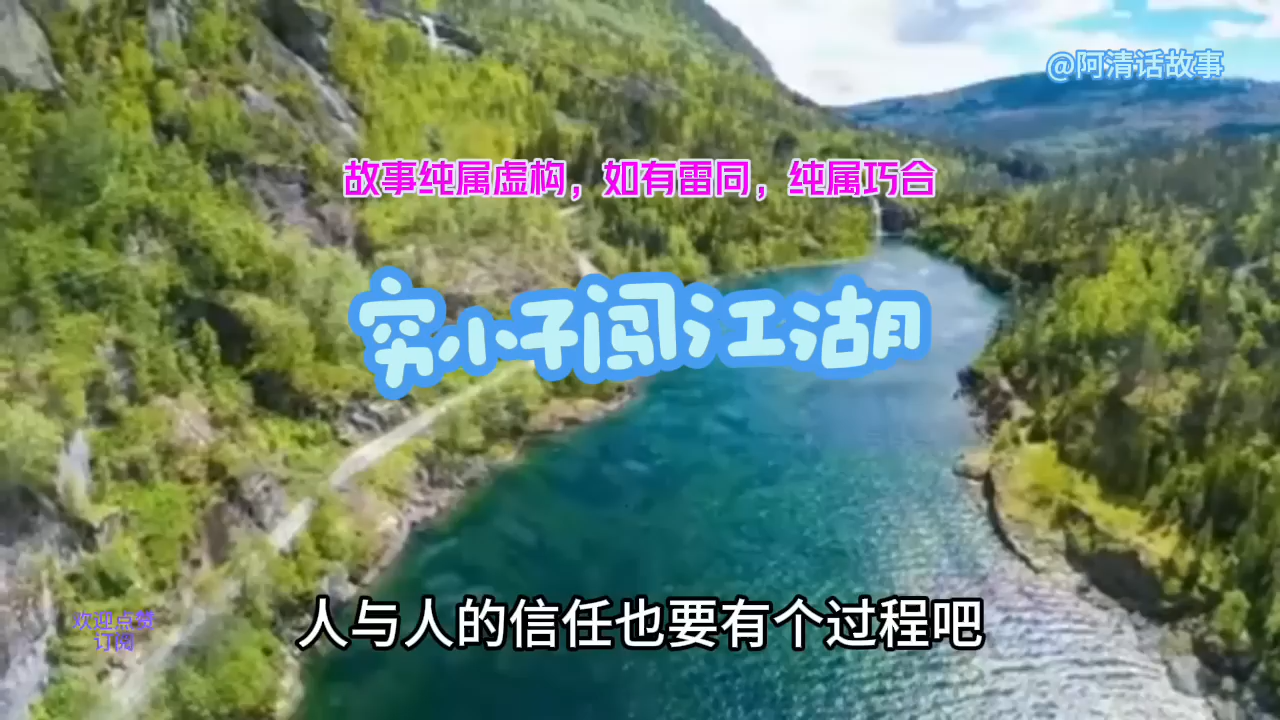 @阿清话故事
故事纯属虚构，如有雷同，纯属巧合
穷小子闯江湖
人与人的信任也要有个过程吧
欢迎点赞
订阅